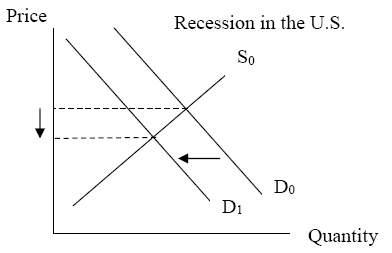 Price
Recession in the U.S.
S0
D0
D1
Quantity